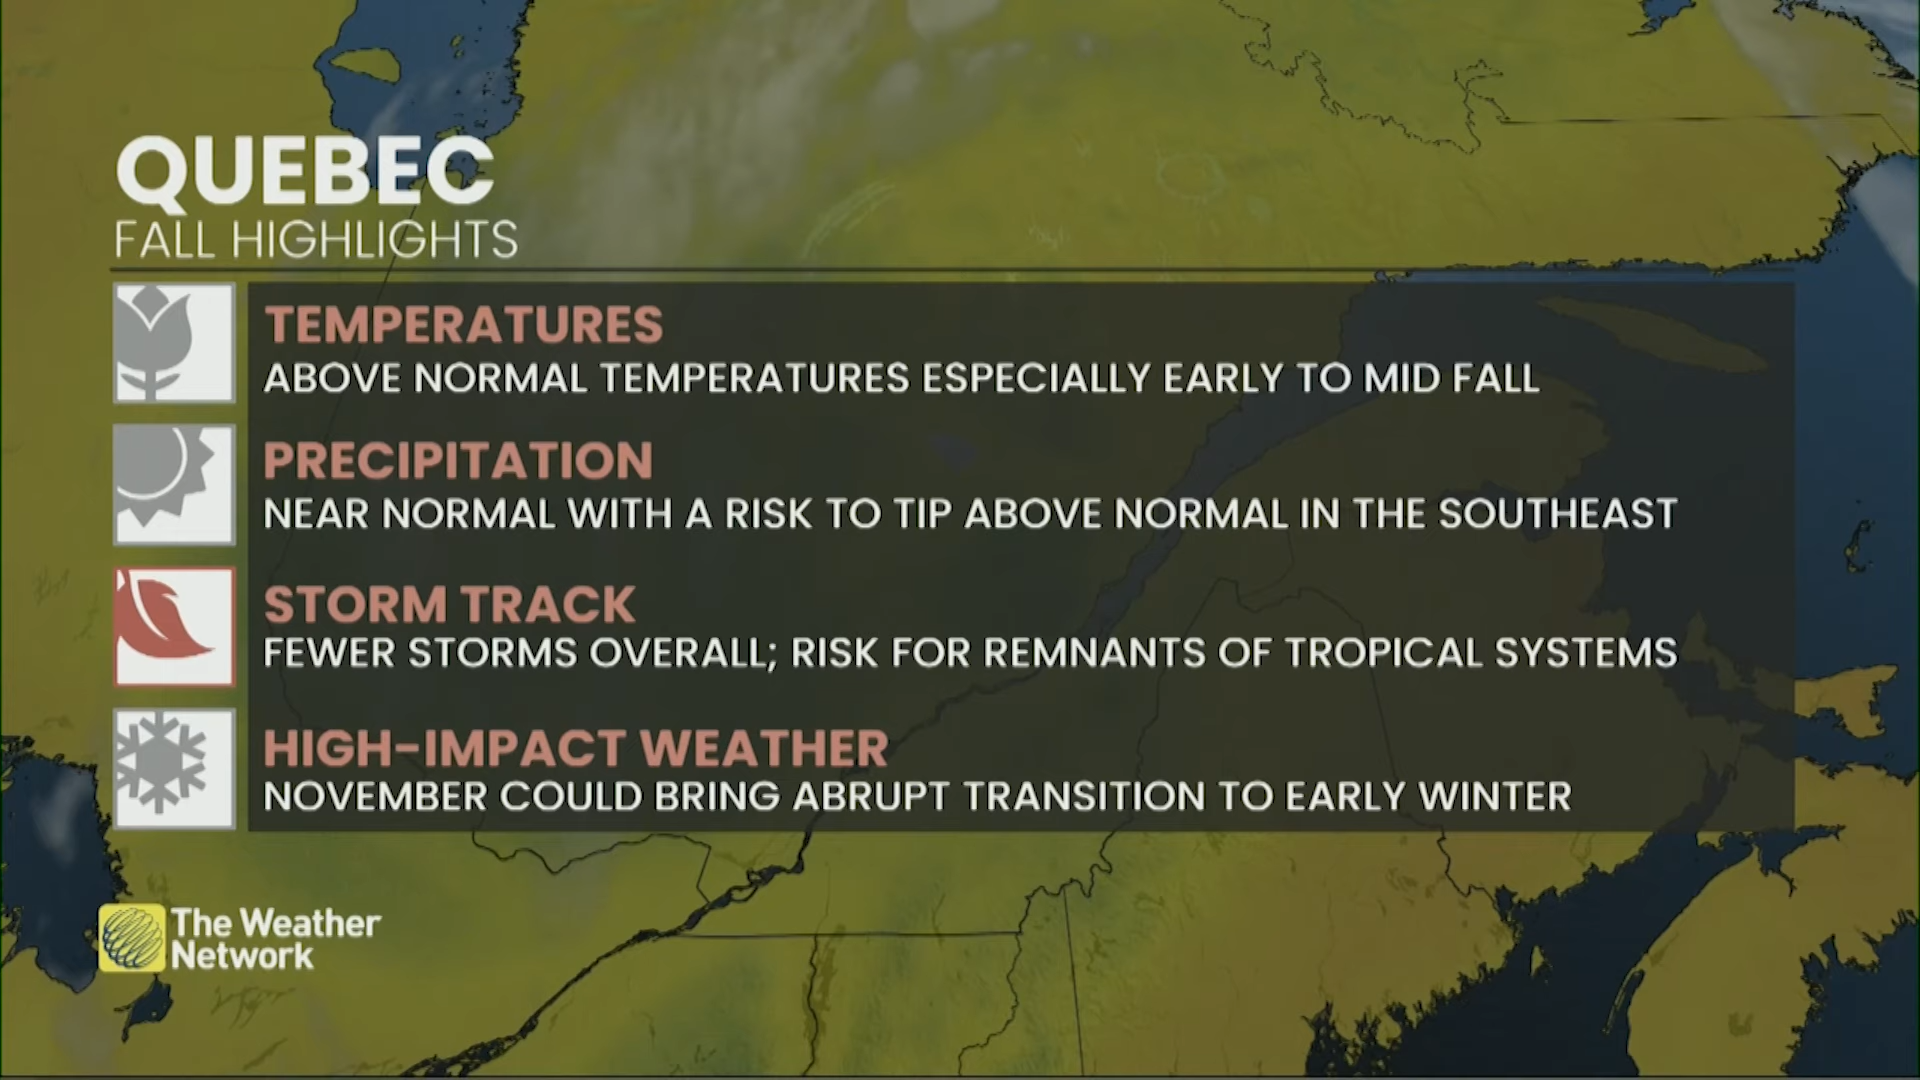 QUEBEC
FALL HIGHLIGHTS
TEMPERATURES
ABOVE NORMAL TEMPERATURES ESPECIALLY EARLY TO MID FALL
PRECIPITATION
NEAR NORMAL WITH A RISK TO TIP ABOVE NORMAL IN THE SOUTHEAST
STORM TRACK
FEWER STORMS OVERALL; RISK FOR REMNANTS OF TROPICAL SYSTEMS
HIGH-IMPACT WEATHER
NOVEMBER COULD BRING ABRUPT TRANSITION TO EARLY WINTER
The Weather
Network